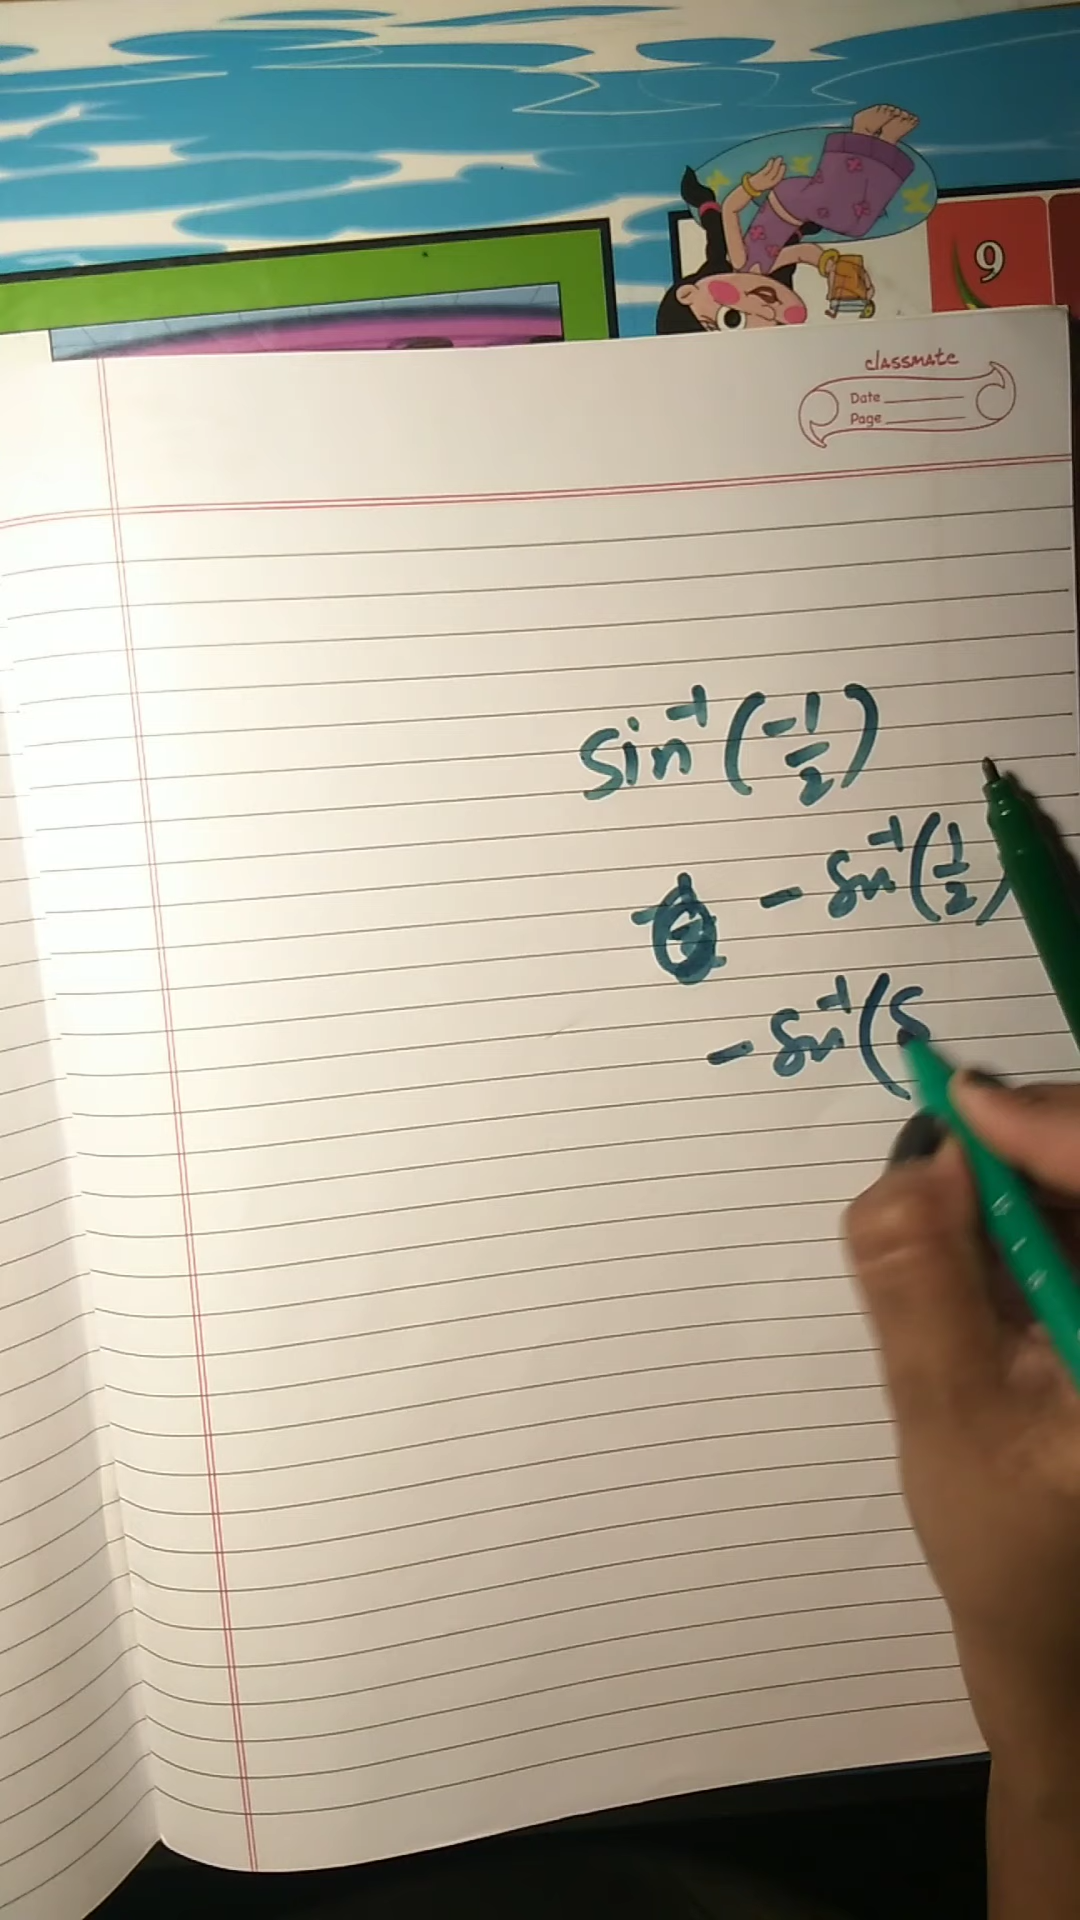 9
classmate
Date
Page
sin⁻¹(-1/2)
- sin⁻¹(1/2)
- sin⁻¹(s